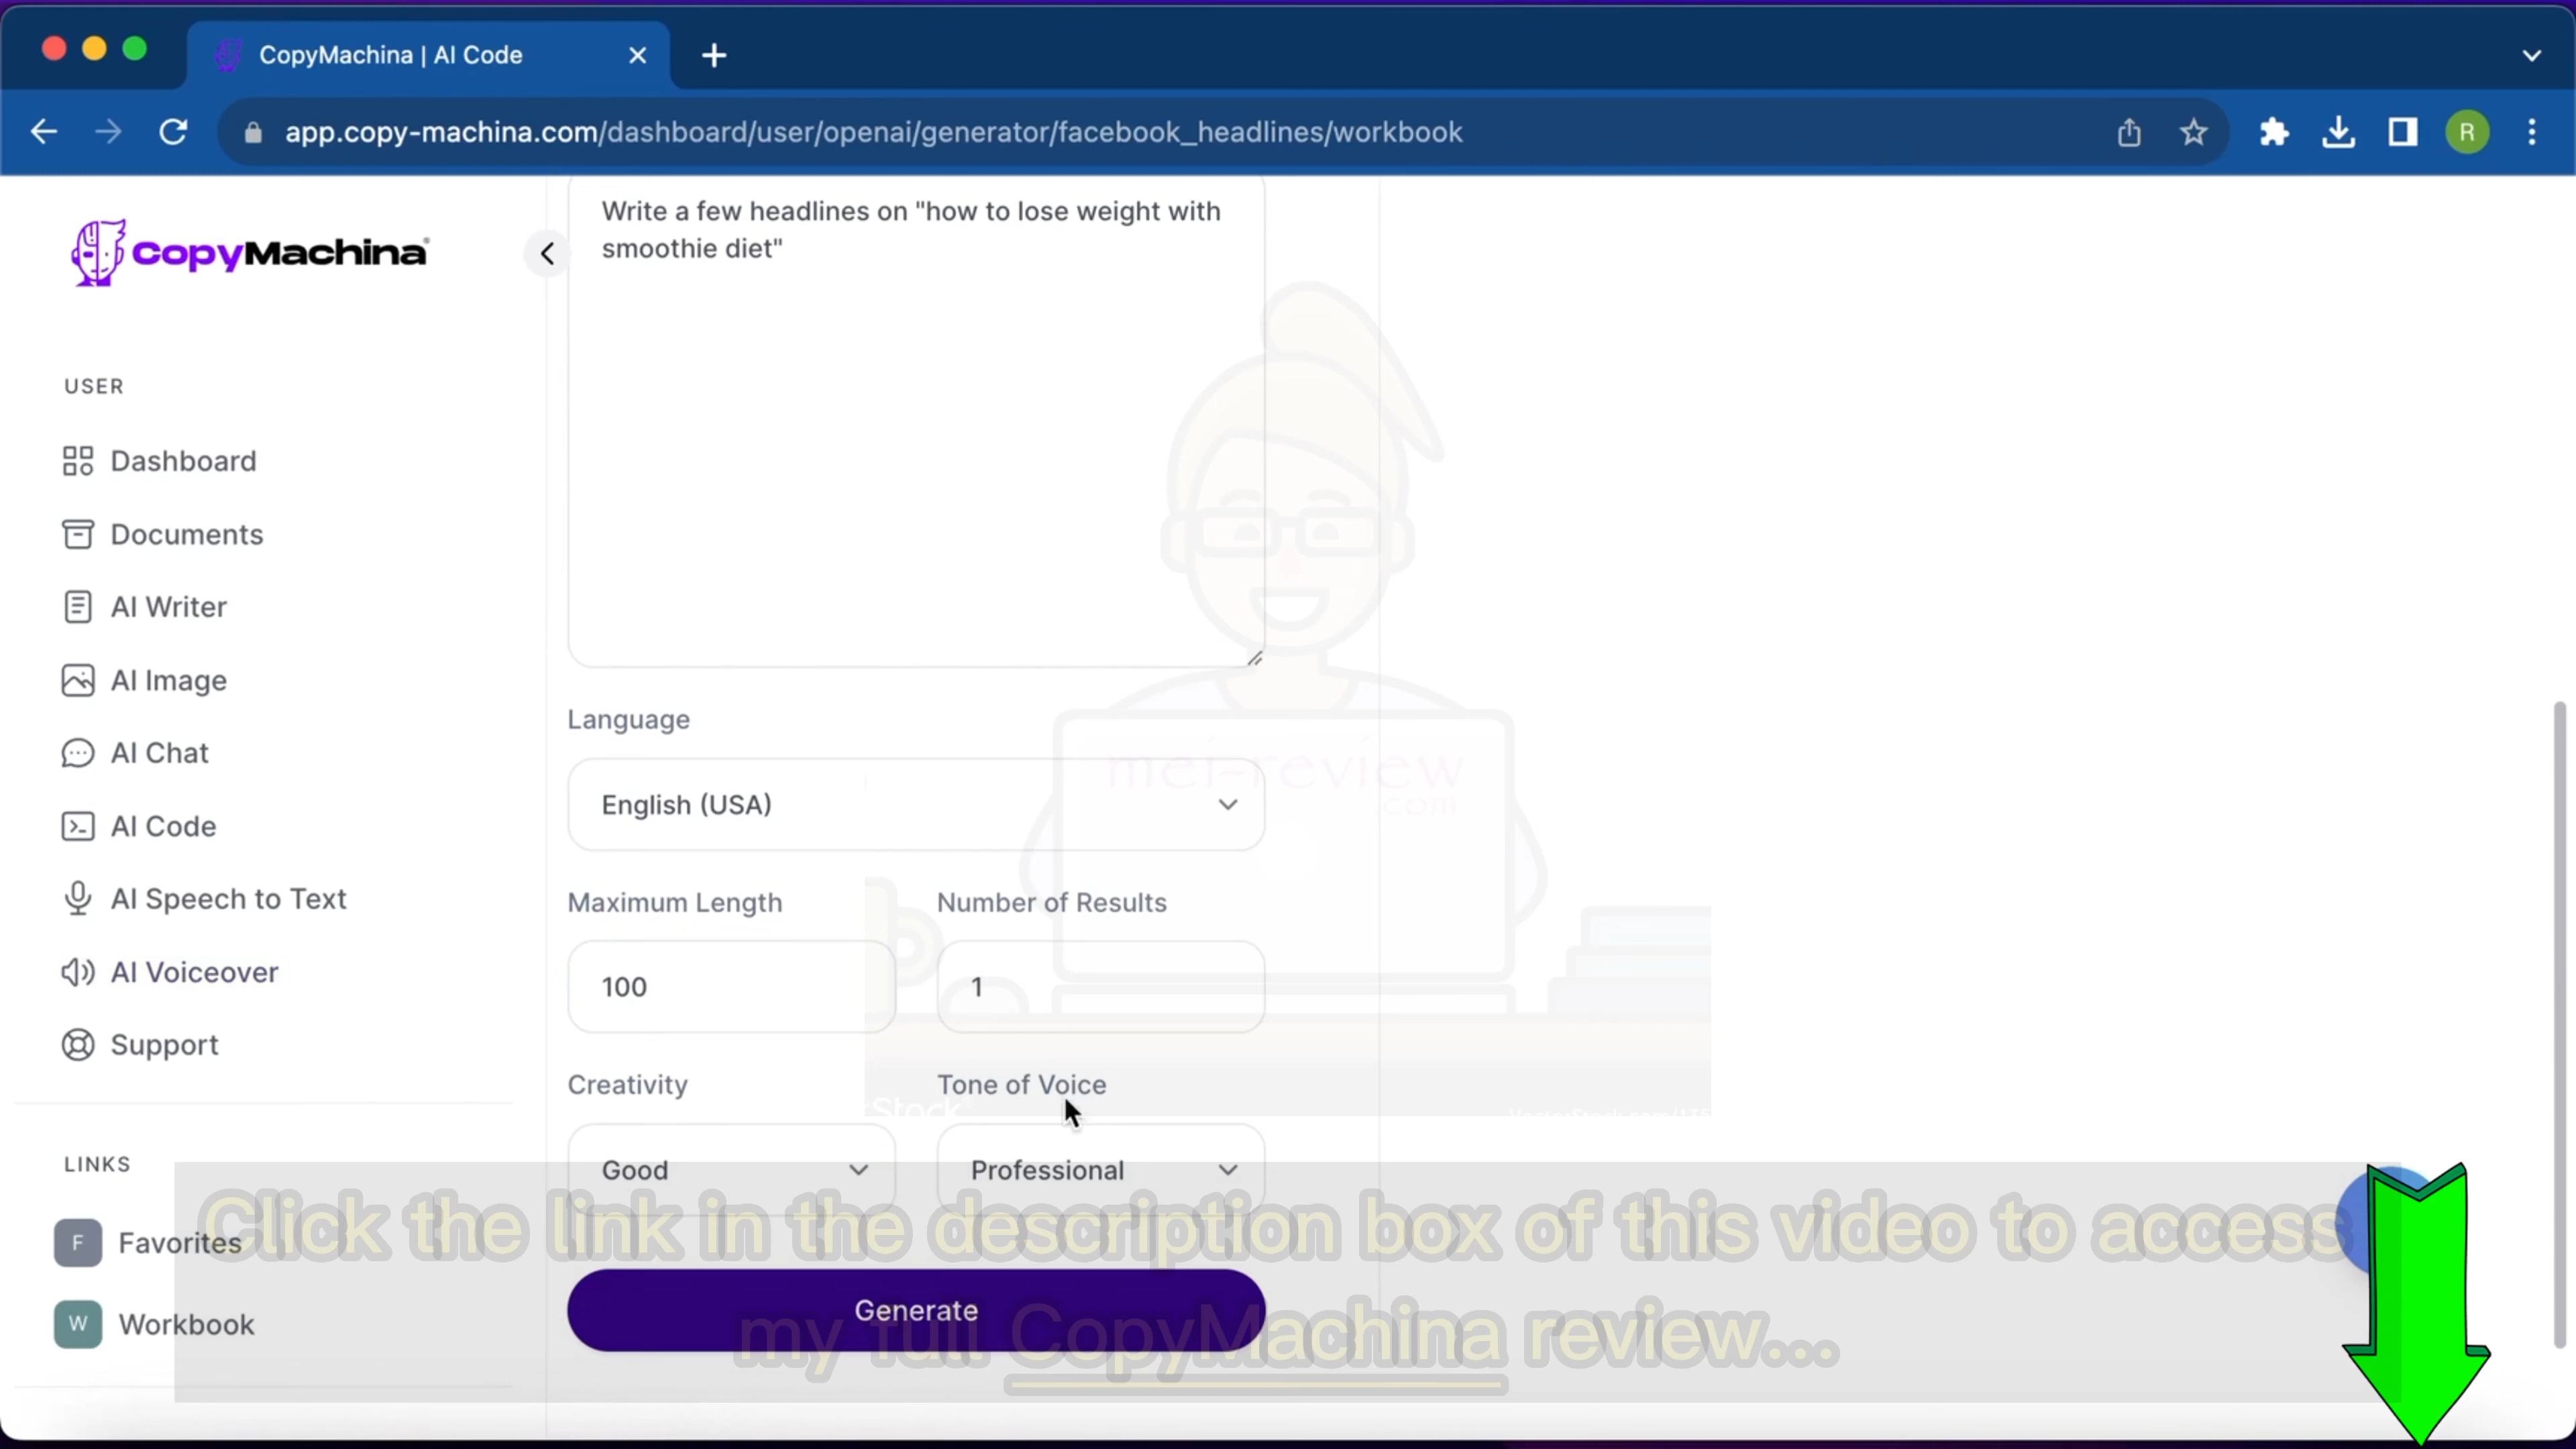 CopyMachina | AI Code
app.copy-machina.com/dashboard/user/openai/generator/facebook_headlines/workbook
R
CopyMachina
USER
Dashboard
Documents
AI Writer
AI Image
AI Chat
AI Code
AI Speech to Text
AI Voiceover
Support
LINKS
F Favorites
W Workbook
Write a few headlines on "how to lose weight with
smoothie diet"
Language
English (USA)
Maximum Length
100
Number of Results
1
Creativity
Good
Tone of Voice
Professional
Generate
mei-review
.com
Click the link in the description box of this video to access
my full CopyMachina review...